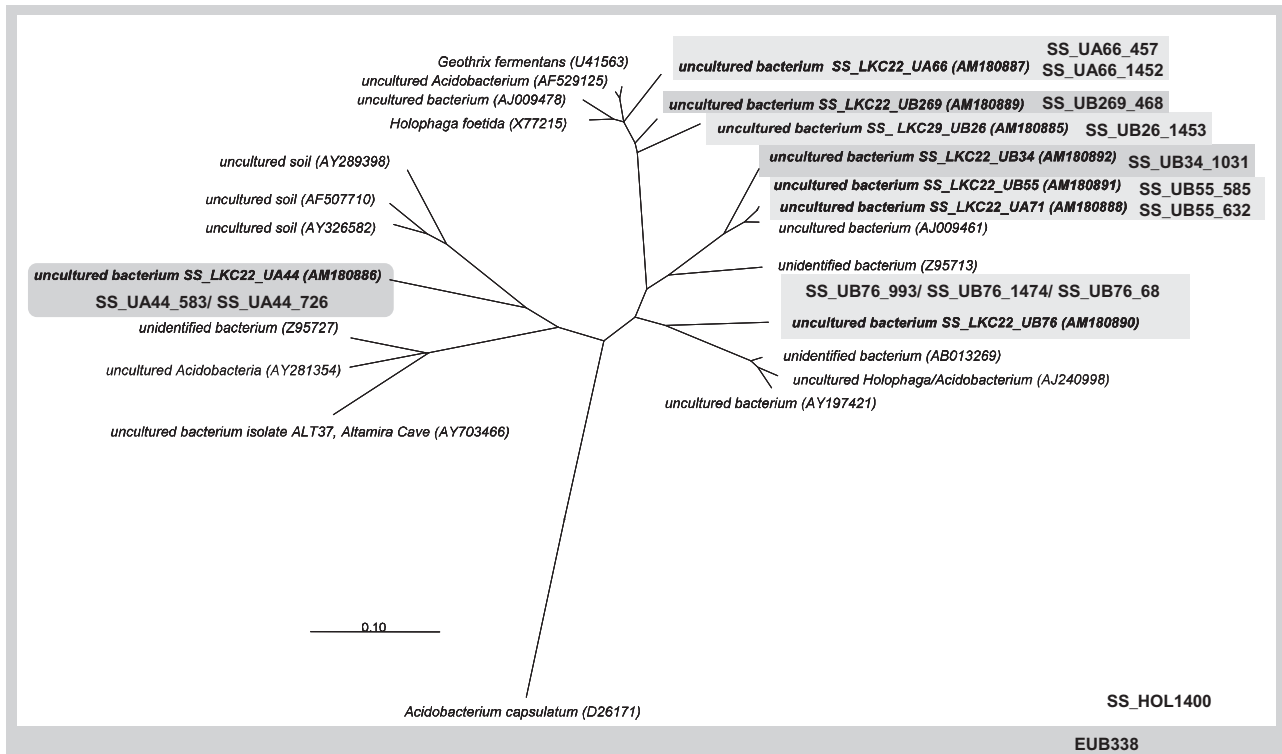 Geothrix fermentans (U41563)
uncultured Acidobacterium (AF529125)
uncultured bacterium (AJ009478)
Holophaga foetida (X77215)
uncultured bacterium SS_LKC22_UA66 (AM180887)
SS_UA66_457
SS_UA66_1452
uncultured bacterium SS_LKC22_UB269 (AM180889) SS_UB269_468
uncultured bacterium SS_ LKC29_UB26 (AM180885) SS_UB26_1453
uncultured bacterium SS_LKC22_UB34 (AM180892) SS_UB34_1031
uncultured bacterium SS_LKC22_UB55 (AM180891) SS_UB55_585
uncultured bacterium SS_LKC22_UA71 (AM180888) SS_UB55_632
uncultured bacterium (AJ009461)
unidentified bacterium (Z95713)
SS_UB76_993/ SS_UB76_1474/ SS_UB76_68
uncultured bacterium SS_LKC22_UB76 (AM180890)
unidentified bacterium (AB013269)
uncultured Holophaga/Acidobacterium (AJ240998)
uncultured bacterium (AY197421)
uncultured soil (AY289398)
uncultured soil (AF507710)
uncultured soil (AY326582)
uncultured bacterium SS_LKC22_UA44 (AM180886)
SS_UA44_583/ SS_UA44_726
unidentified bacterium (Z95727)
uncultured Acidobacteria (AY281354)
uncultured bacterium isolate ALT37, Altamira Cave (AY703466)
0.10
Acidobacterium capsulatum (D26171)
SS_HOL1400
EUB338